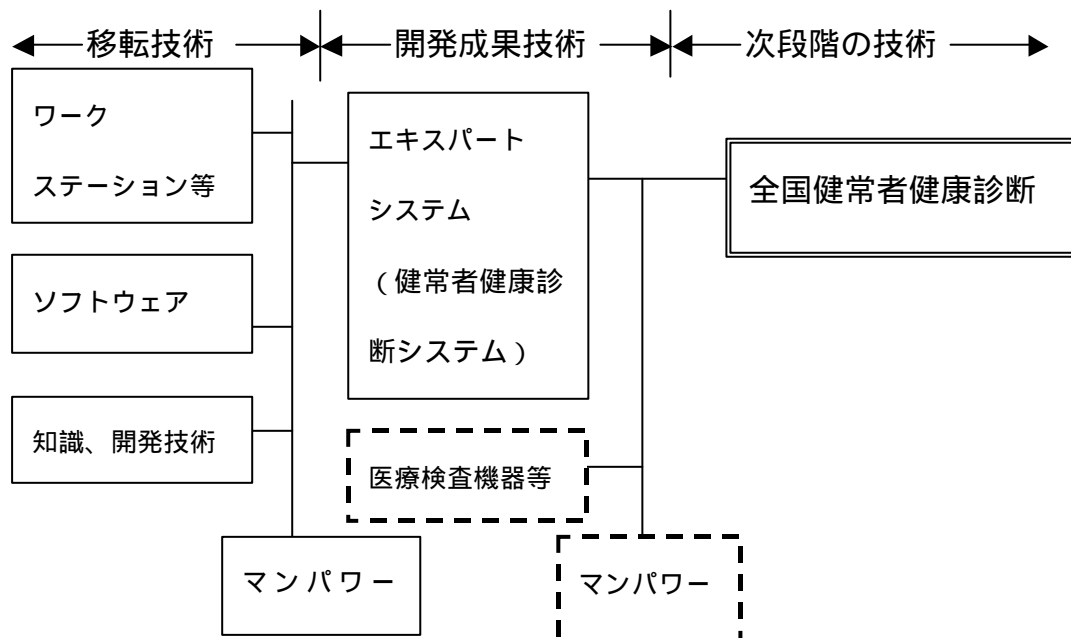 移転技術
開発成果技術
次段階の技術
ワーク
ステーション等
ソフトウェア
知識、開発技術
マンパワー
エキスパート
システム
(健常者健康診
断システム)
医療検査機器等
マンパワー
全国健常者健康診断